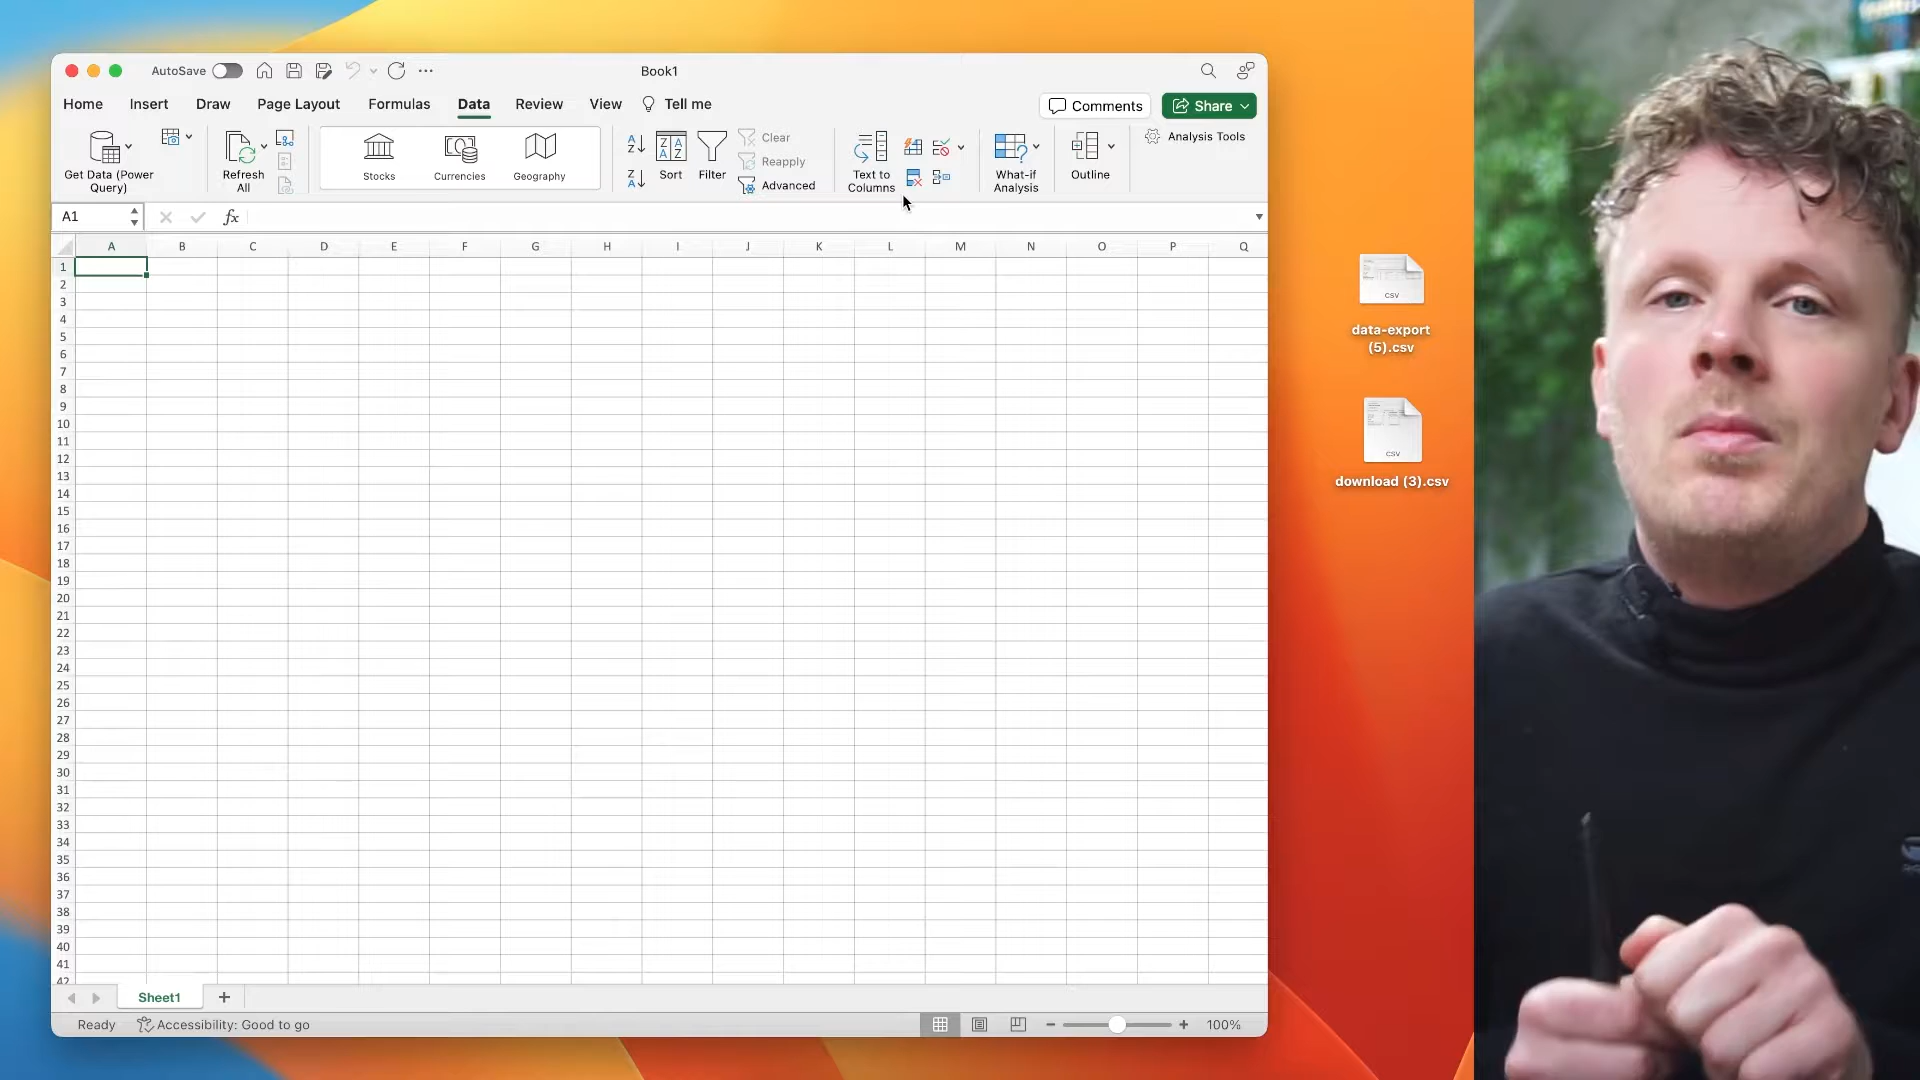 AutoSave
Book1
Home Insert Draw Page Layout Formulas Data Review View Tell me
Comments
Share
Get Data (Power
Query)
Refresh
All
Stocks
Currencies
Geography
Sort
Filter
Clear
Reapply
Advanced
Text to
Columns
What-if
Analysis
Outline
Analysis Tools
A1
fx
A B C D E F G H I J K L M N O P Q
1
2
3
4
5
6
7
8
9
10
11
12
13
14
15
16
17
18
19
20
21
22
23
24
25
26
27
28
29
30
31
32
33
34
35
36
37
38
39
40
41
42
Sheet1
Ready
Accessibility: Good to go
100%
CSV
data-export
(5).csv
CSV
download (3).csv